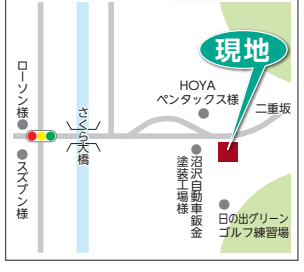 現地
HOYA
ペンタックス様
二重坂
ローソン様
さくら大橋
スズブン様
沼沢自動車鈑金
塗装工場様
日の出グリーン
ゴルフ練習場